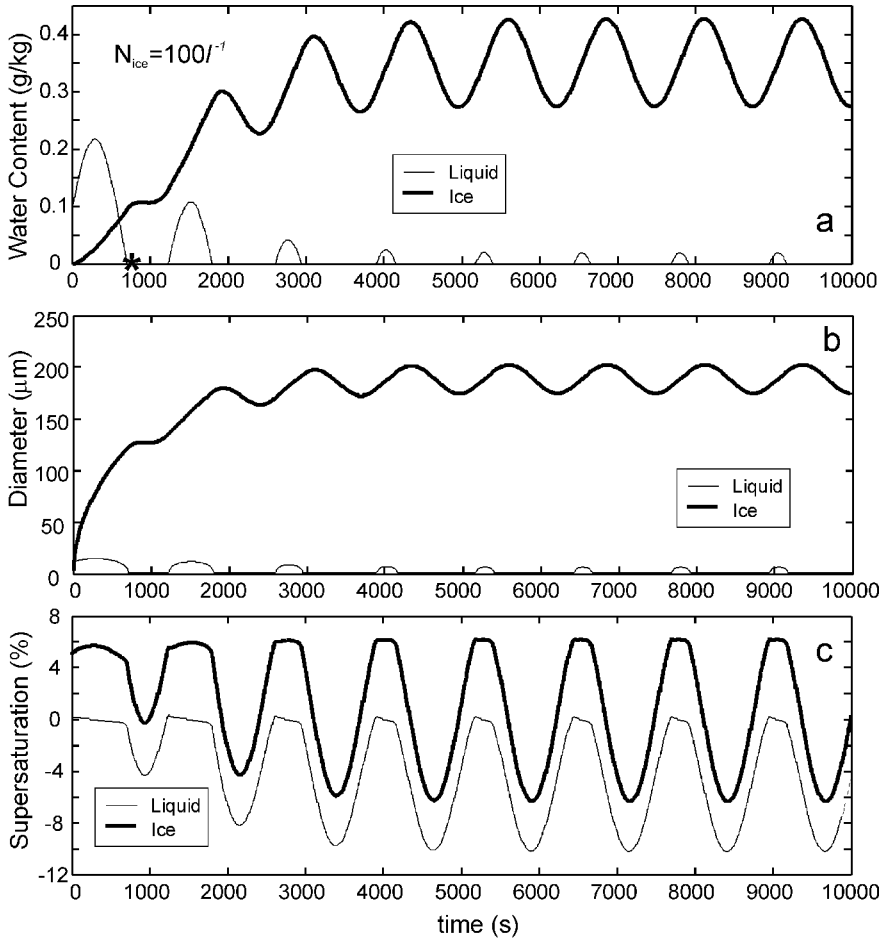 Water Content (g/kg)
0.4
0.3
0.2
0.1
0
N_ice=100l^-1
Liquid
Ice
a
*
0 1000 2000 3000 4000 5000 6000 7000 8000 9000 10000
Diameter (μm)
250
200
150
100
50
0
b
Liquid
Ice
0 1000 2000 3000 4000 5000 6000 7000 8000 9000 10000
Supersaturation (%)
8
4
0
-4
-8
-12
c
Liquid
Ice
0 1000 2000 3000 4000 5000 6000 7000 8000 9000 10000
time (s)